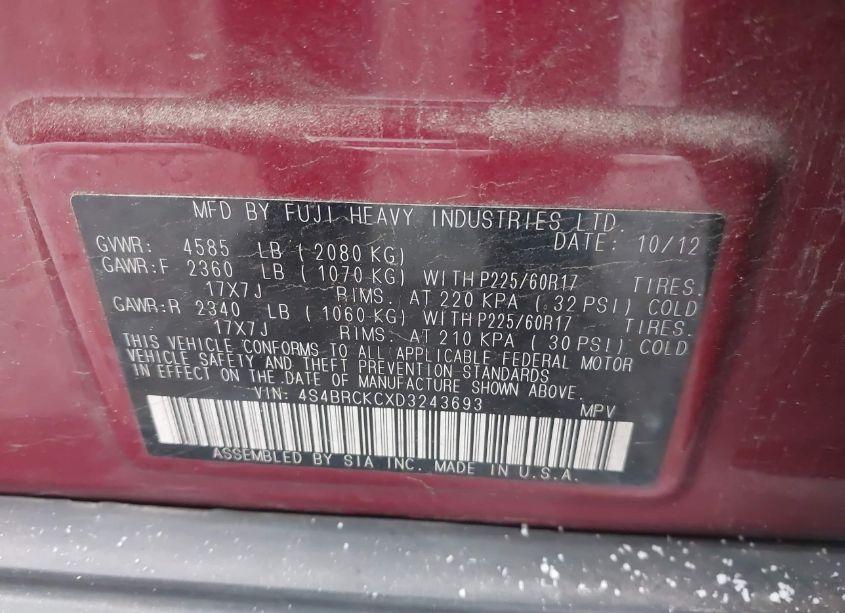 MFD BY FUJI HEAVY INDUSTRIES LTD.
DATE: 10/12
GVWR: 4585 LB ( 2080 KG)
GAWR:F 2360 LB ( 1070 KG) WITH P225/60R17 TIRES.
17X7J RIMS. AT 220 KPA ( 32 PSI) COLD
GAWR:R 2340 LB ( 1060 KG) WITH P225/60R17 TIRES.
17X7J RIMS. AT 210 KPA ( 30 PSI) COLD.
THIS VEHICLE CONFORMS TO ALL APPLICABLE FEDERAL MOTOR
VEHICLE SAFETY AND THEFT PREVENTION STANDARDS
IN EFFECT ON THE DATE OF MANUFACTURE SHOWN ABOVE.
VIN: 4S4BRCKCXD3243693 MPV
ASSEMBLED BY SIA INC. MADE IN U.S.A.